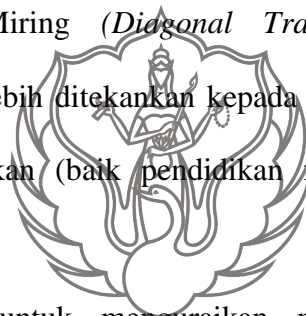 Miring (Diagonal Tra
ebih ditekankan kepada
kan (baik pendidikan
untuk menguraikan